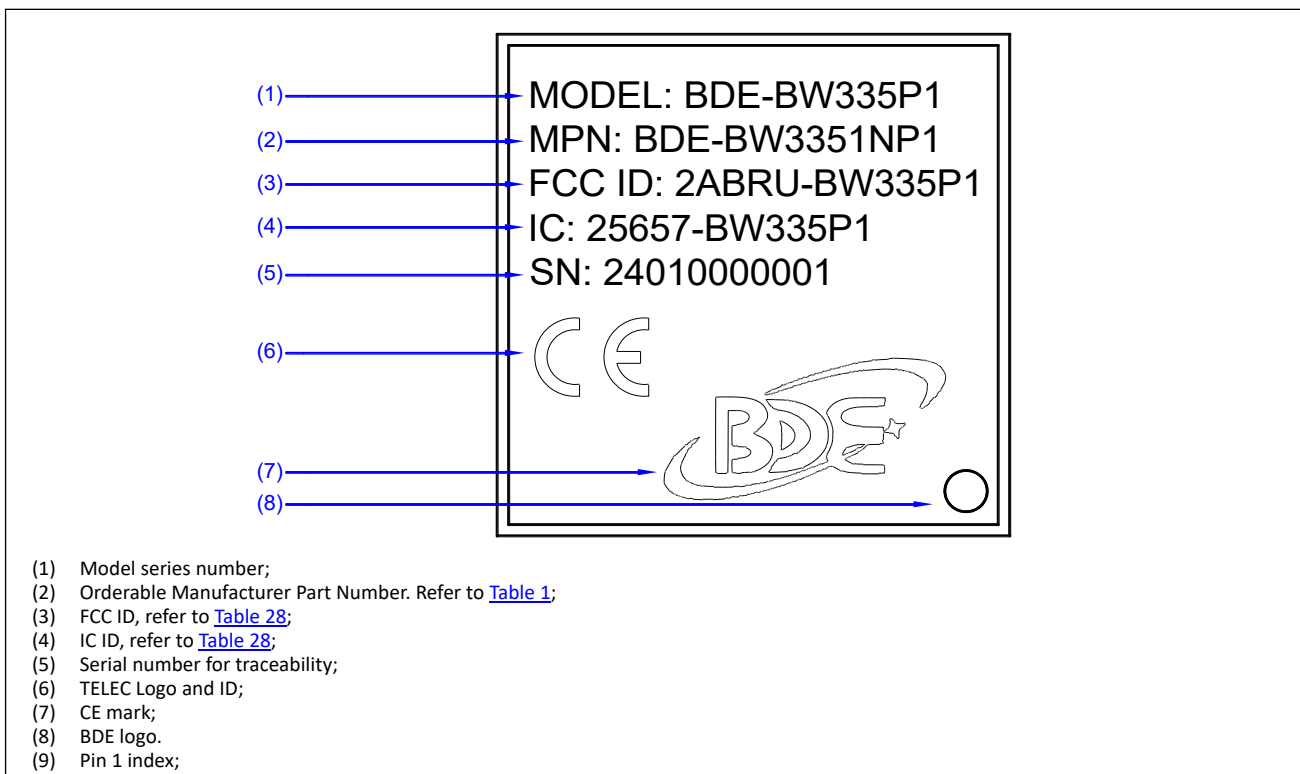 (1) MODEL: BDE-BW335P1
(2) MPN: BDE-BW3351NP1
(3) FCC ID: 2ABRU-BW335P1
(4) IC: 25657-BW335P1
(5) SN: 24010000001
(6) CE
BDE
(7)
(8)
(1) Model series number;
(2) Orderable Manufacturer Part Number. Refer to Table 1;
(3) FCC ID, refer to Table 28;
(4) IC ID, refer to Table 28;
(5) Serial number for traceability;
(6) TELEC Logo and ID;
(7) CE mark;
(8) BDE logo.
(9) Pin 1 index;